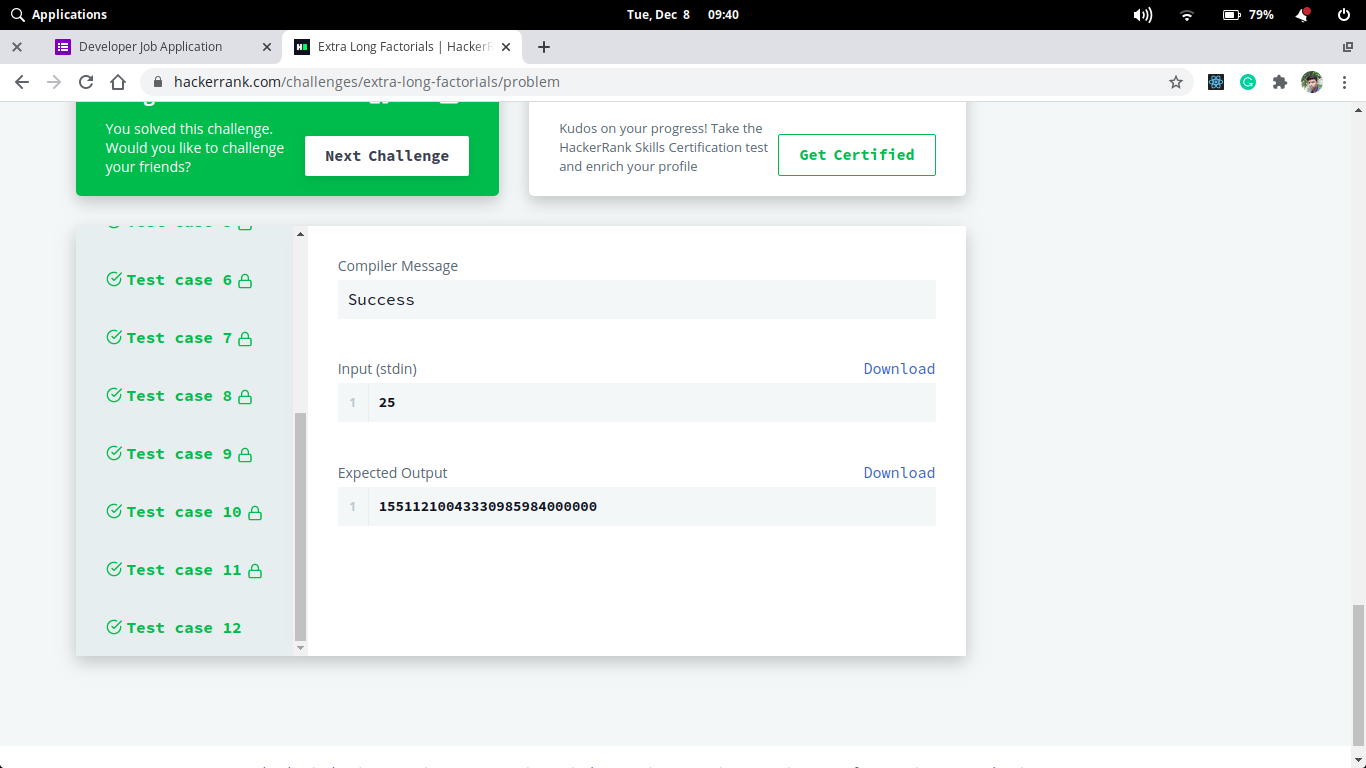 Applications
Tue, Dec 8 09:40
79%
Developer Job Application
Extra Long Factorials | HackerR
hackerrank.com/challenges/extra-long-factorials/problem
You solved this challenge.
Would you like to challenge
your friends?
Next Challenge
Kudos on your progress! Take the
HackerRank Skills Certification test
and enrich your profile
Get Certified
Test case 6
Test case 7
Test case 8
Test case 9
Test case 10
Test case 11
Test case 12
Compiler Message
Success
Input (stdin)
Download
1
25
Expected Output
Download
1
15511210043330985984000000